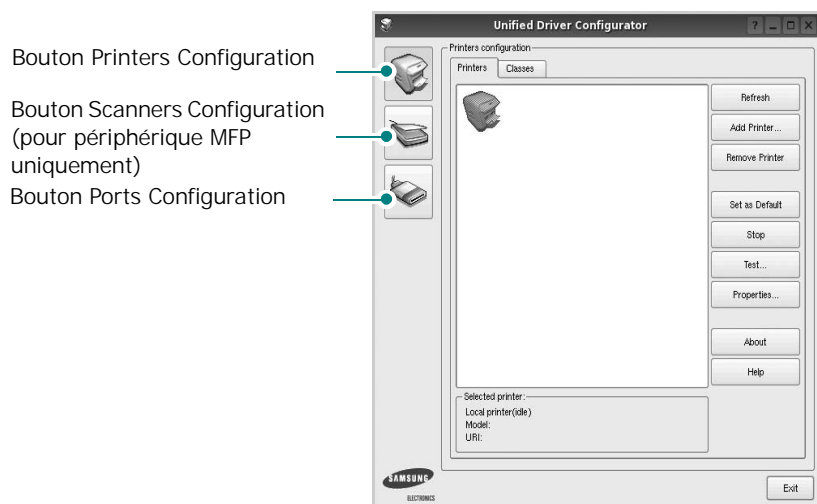 Unified Driver Configurator
?
Bouton Printers Configuration
Bouton Scanners Configuration
(pour périphérique MFP
uniquement)
Bouton Ports Configuration
Printers configuration
Printers
Classes
Refresh
Add Printer...
Remove Printer
Set as Default
Stop
Test...
Properties...
About
Help
Selected printer:
Local printer(idle)
Model:
URI:
SAMSUNG
ELECTRONICS
Exit